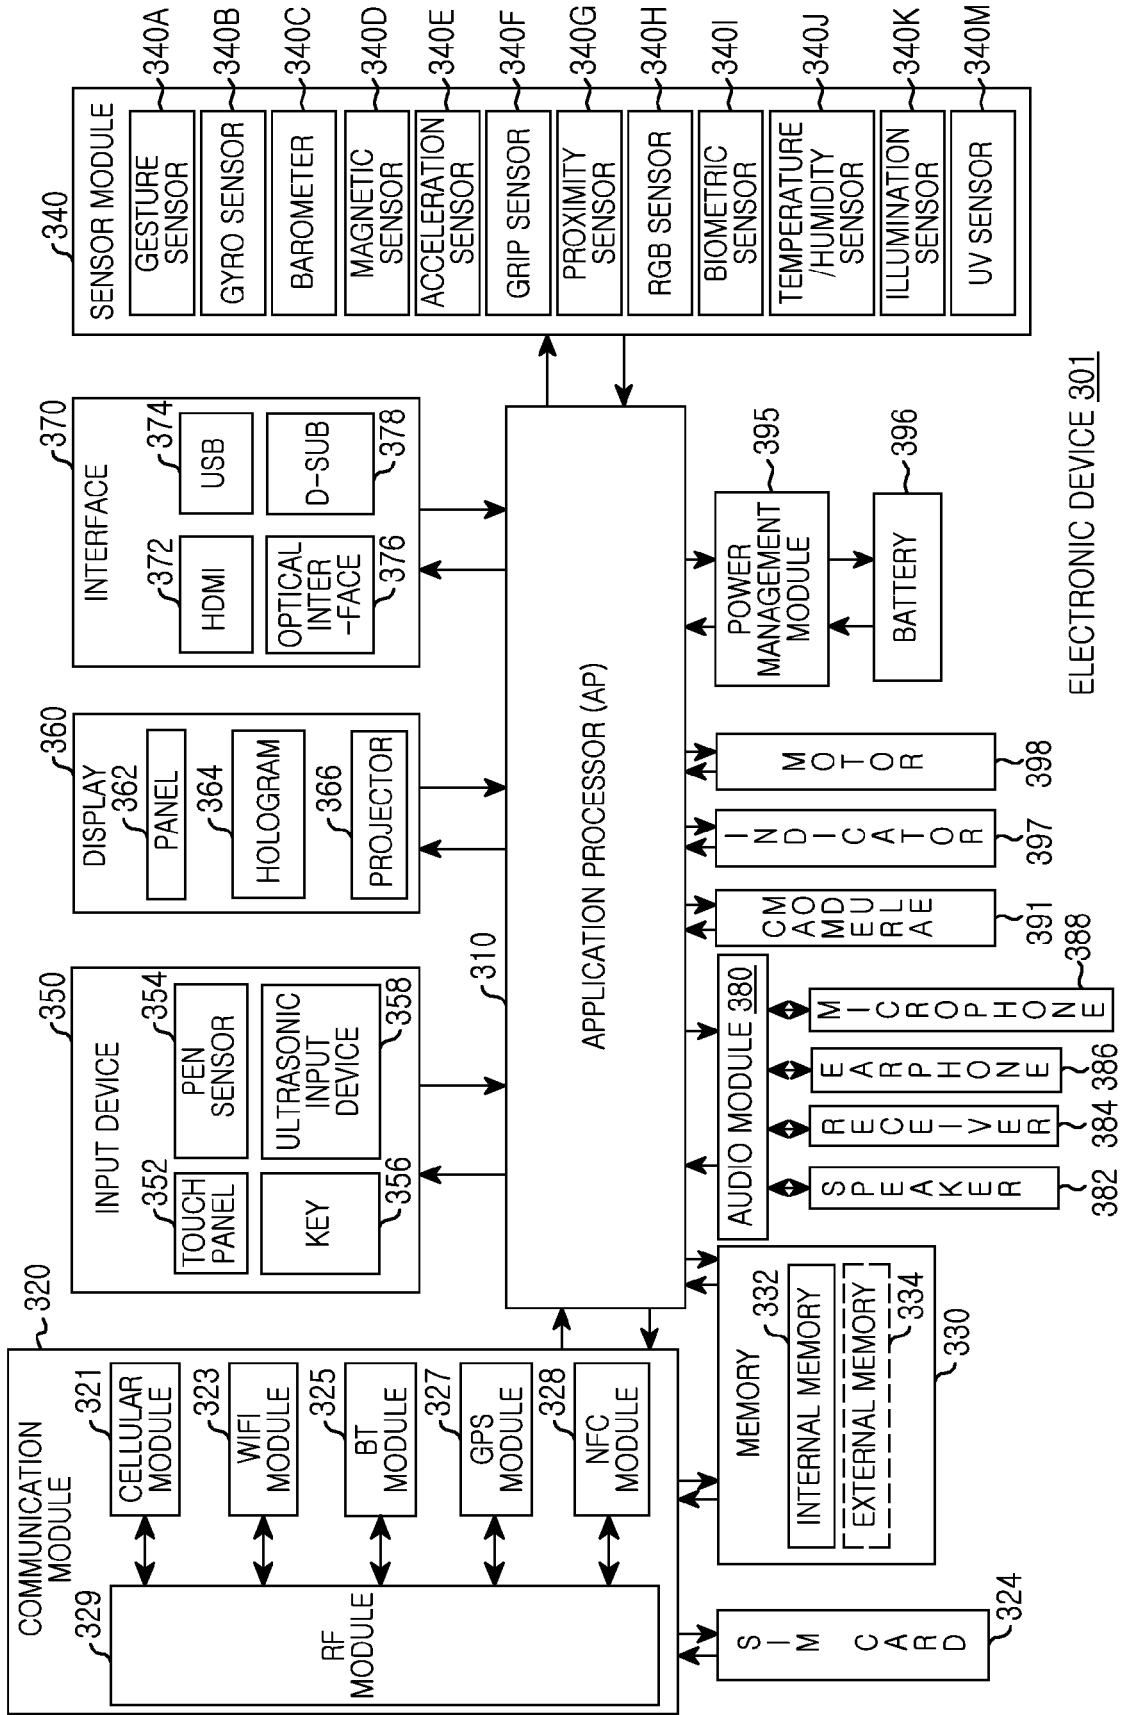 COMMUNICATION
MODULE
320
329
RF
MODULE
321
CELLULAR
MODULE
323
WIFI
MODULE
325
BT
MODULE
327
GPS
MODULE
328
NFC
MODULE
SIM CARD
324
350
INPUT DEVICE
352
TOUCH
PANEL
354
PEN
SENSOR
KEY
356
ULTRASONIC
INPUT
DEVICE
358
360
DISPLAY
362
PANEL
364
HOLOGRAM
366
PROJECTOR
370
INTERFACE
372
HDMI
374
USB
OPTICAL
INTER
-FACE
376
D-SUB
378
340
SENSOR MODULE
GESTURE
SENSOR
340A
GYRO SENSOR
340B
BAROMETER
340C
MAGNETIC
SENSOR
340D
ACCELERATION
SENSOR
340E
GRIP SENSOR
340F
PROXIMITY
SENSOR
340G
RGB SENSOR
340H
BIOMETRIC
SENSOR
340I
TEMPERATURE
/HUMIDITY
SENSOR
340J
ILLUMINATION
SENSOR
340K
UV SENSOR
340M
310
APPLICATION PROCESSOR (AP)
MEMORY
332
INTERNAL MEMORY
EXTERNAL MEMORY
334
330
AUDIO MODULE 380
SPEAKER
382
RECEIVER
384
EARPHONE
386
MICROPHONE
388
CAMERA
MODULE
391
INDICATOR
397
MOTOR
398
POWER
MANAGEMENT
MODULE
395
BATTERY
396
ELECTRONIC DEVICE 301